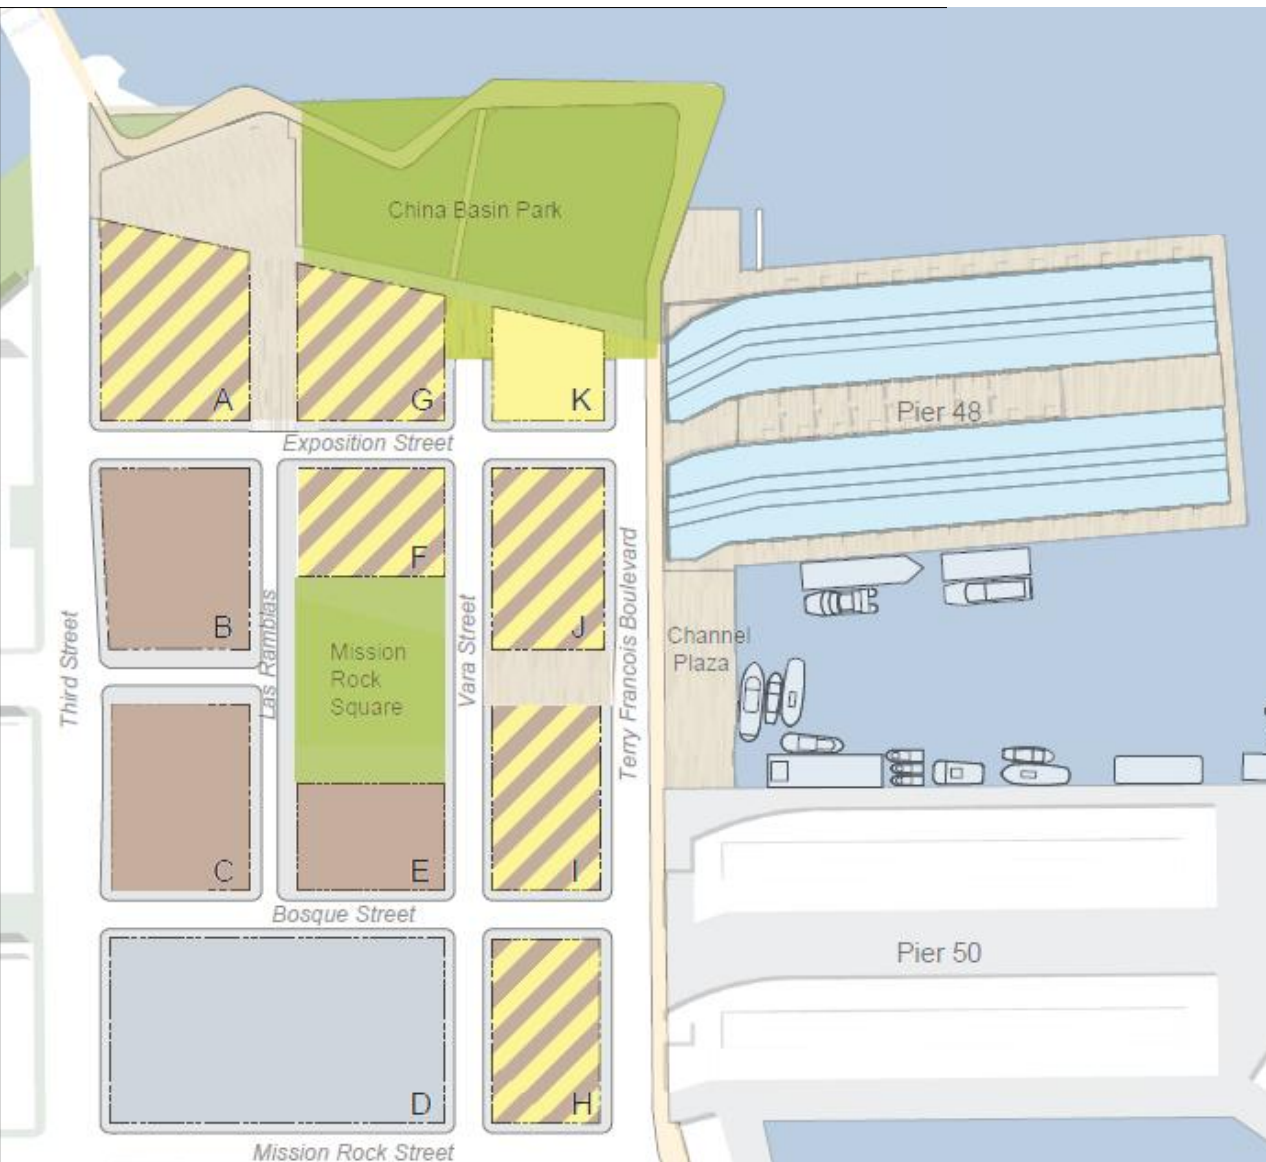 China Basin Park
A
G
K
Pier 48
Exposition Street
F
B
J
Third Street
Las Ramblas
Mission
Rock
Square
Vara Street
Terry Francois Boulevard
Channel
Plaza
C
E
I
Bosque Street
Pier 50
D
H
Mission Rock Street